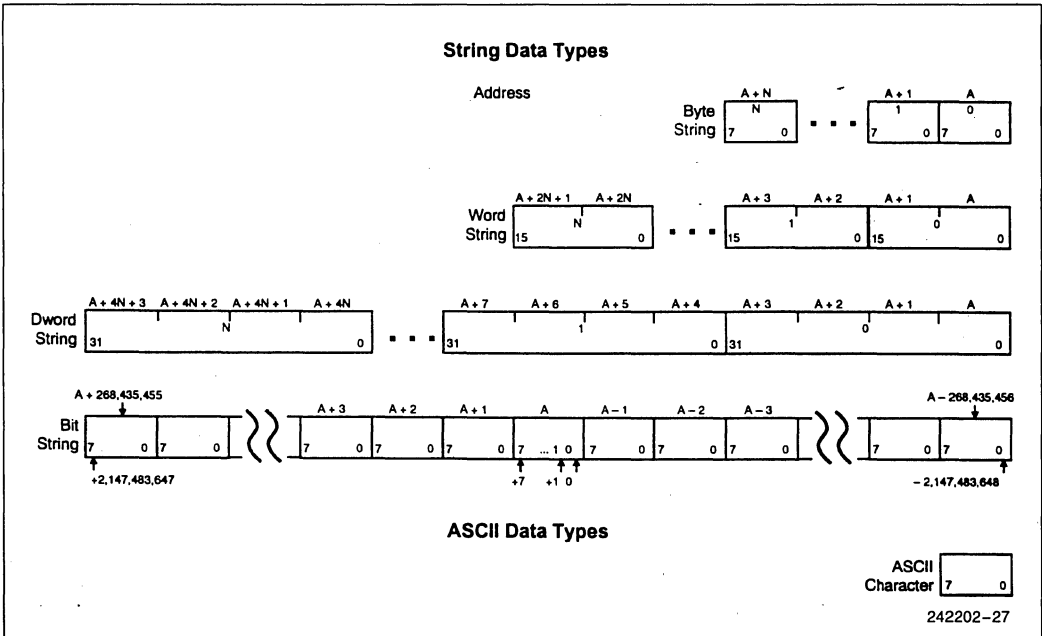 String Data Types
Address
A + N A + 1 A
Byte String
N 1 0
7 0 ▪ ▪ ▪ 7 0 7 0
A + 2N + 1 A + 2N A + 3 A + 2 A + 1 A
Word String
N 1 0
15 0 ▪ ▪ ▪ 15 0 15 0
A + 4N + 3 A + 4N + 2 A + 4N + 1 A + 4N A + 7 A + 6 A + 5 A + 4 A + 3 A + 2 A + 1 A
Dword String
N 1 0
31 0 ▪ ▪ ▪ 31 0 31 0
A + 268,435,455 A − 268,435,456
A + 3 A + 2 A + 1 A A − 1 A − 2 A − 3
Bit String
7 0 7 0 7 0 7 0 7 0 7 ... 1 0 7 0 7 0 7 0 7 0 7 0
+2,147,483,647 +7 +1 0 − 2,147,483,648
ASCII Data Types
ASCII Character
7 0
242202–27